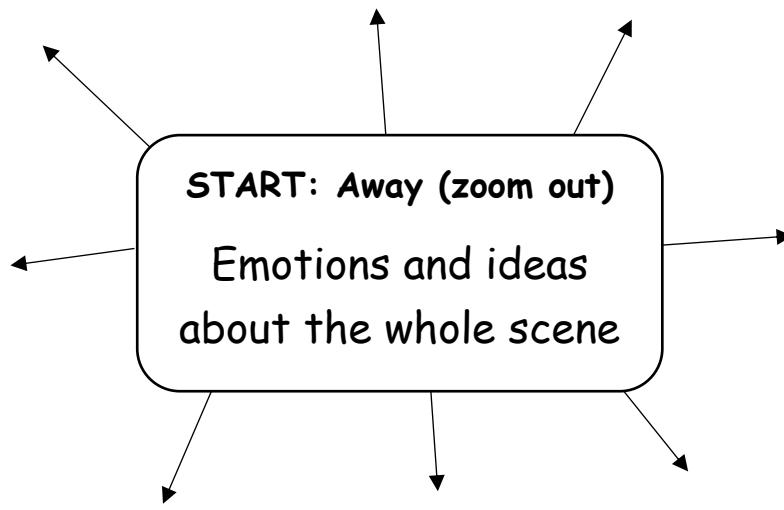 START: Away (zoom out)
Emotions and ideas
about the whole scene